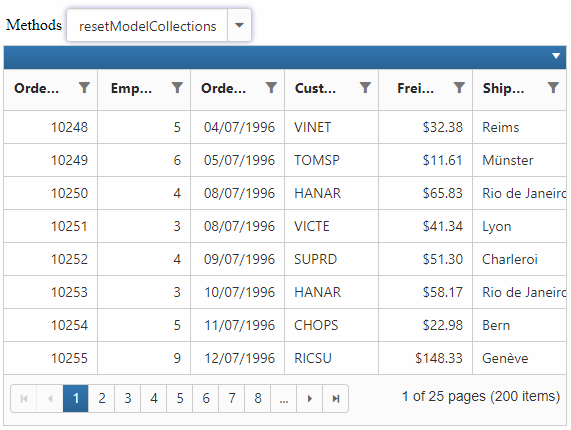 Methods resetModelCollections
Orde... Emp... Orde... Cust... Frei... Ship...
10248 5 04/07/1996 VINET $32.38 Reims
10249 6 05/07/1996 TOMSP $11.61 Münster
10250 4 08/07/1996 HANAR $65.83 Rio de Janeiro
10251 3 08/07/1996 VICTE $41.34 Lyon
10252 4 09/07/1996 SUPRD $51.30 Charleroi
10253 3 10/07/1996 HANAR $58.17 Rio de Janeiro
10254 5 11/07/1996 CHOPS $22.98 Bern
10255 9 12/07/1996 RICSU $148.33 Genève
1 2 3 4 5 6 7 8 ... 1 of 25 pages (200 items)